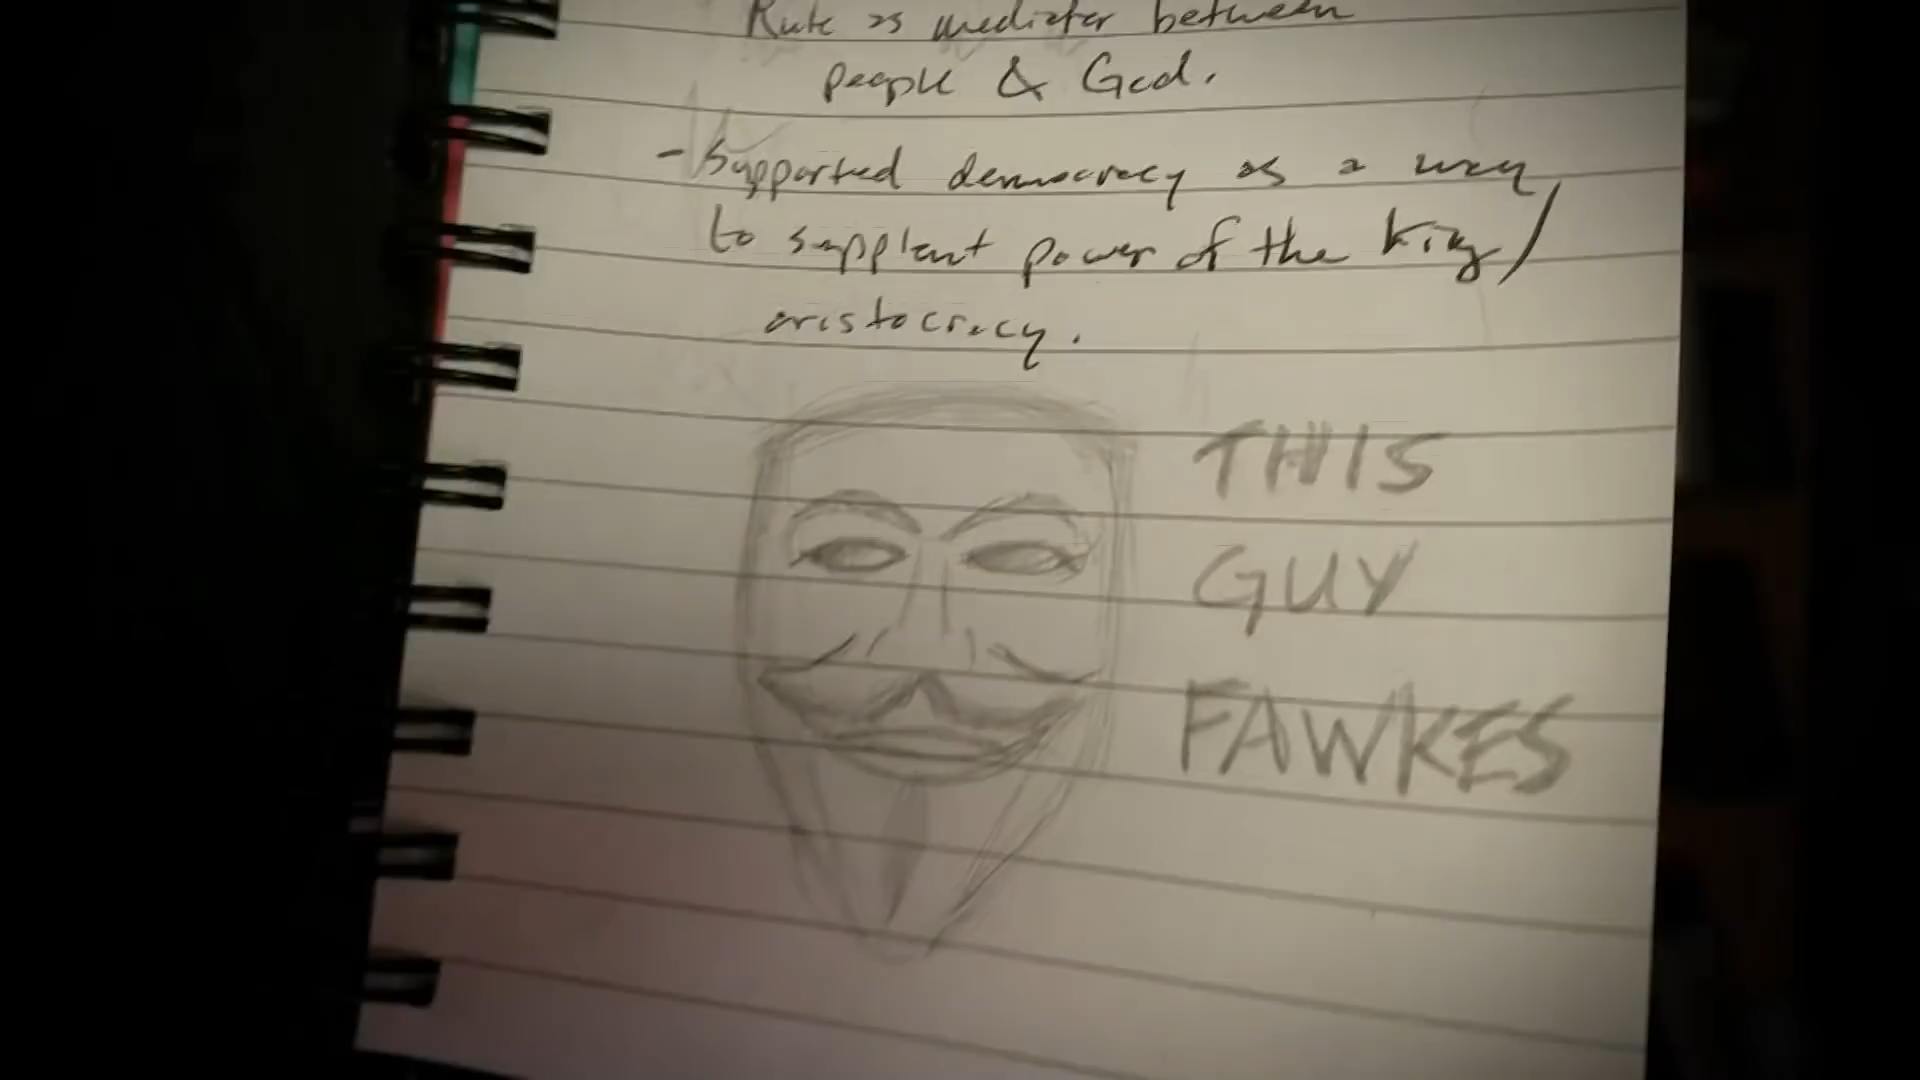 Rule as mediator between
people & God.
- Supported democracy as a way
to supplant power of the King/
aristocracy.
THIS
GUY
FAWKES